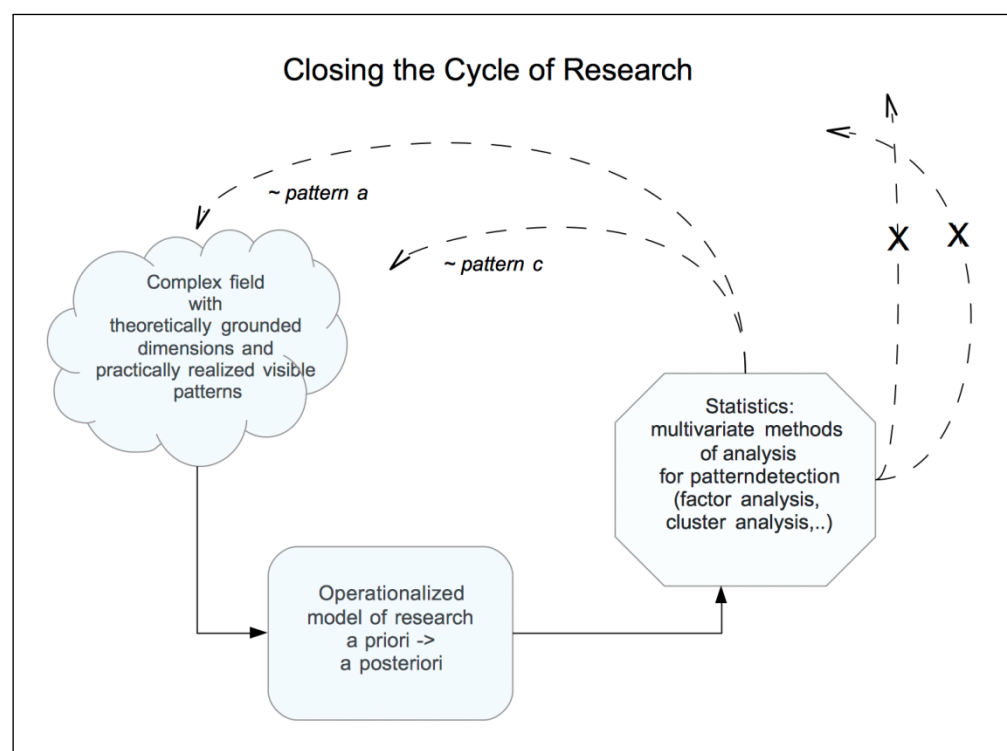 Closing the Cycle of Research
~ pattern a
~ pattern c
X
X
Complex field
with
theoretically grounded
dimensions and
practically realized visible
patterns
Statistics:
multivariate methods
of analysis
for patterndetection
(factor analysis,
cluster analysis,..)
Operationalized
model of research
a priori ->
a posteriori